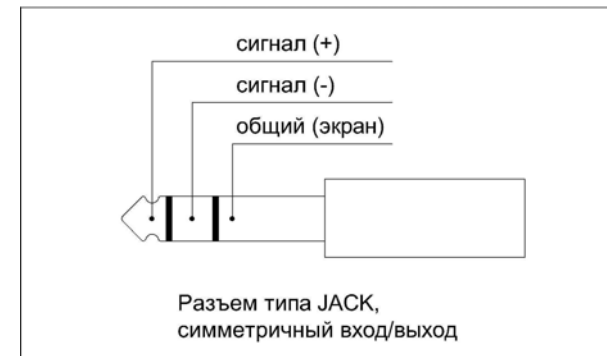 сигнал (+)
сигнал (-)
общий (экран)
Разъем типа JACK,
симметричный вход/выход